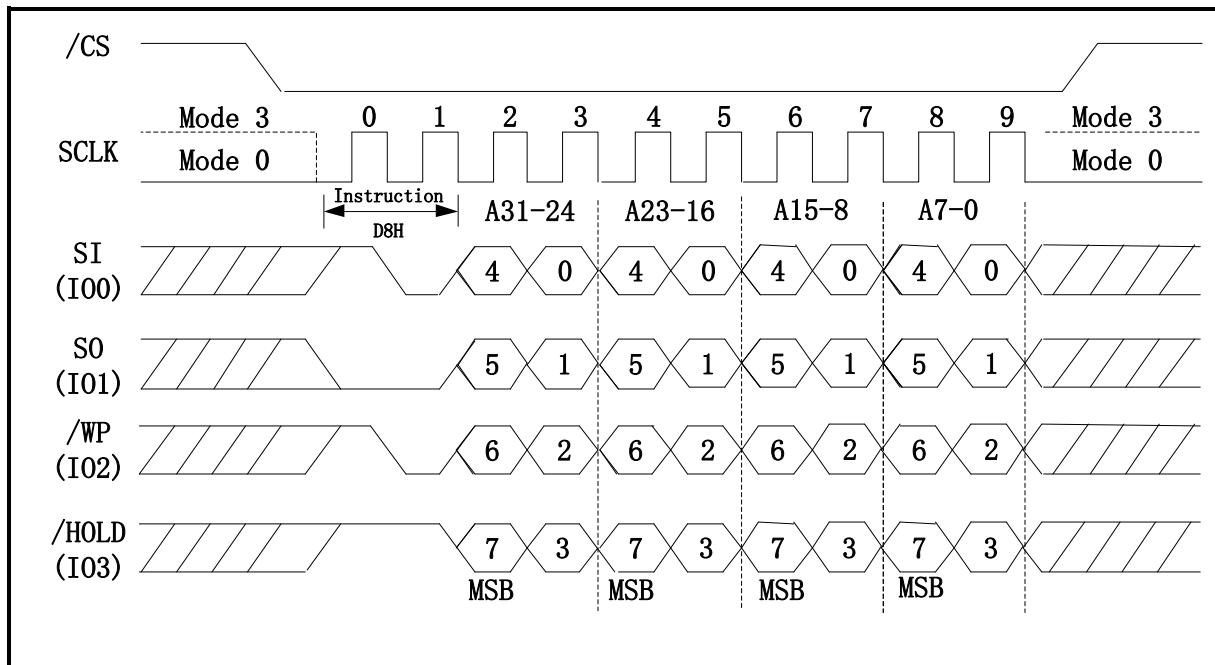 /CS
Mode 3 0 1 2 3 4 5 6 7 8 9 Mode 3
SCLK
Mode 0 Mode 0
Instruction
D8H
A31-24 A23-16 A15-8 A7-0
SI
(IO0)
4 0 4 0 4 0 4 0
SO
(IO1)
5 1 5 1 5 1 5 1
/WP
(IO2)
6 2 6 2 6 2 6 2
/HOLD
(IO3)
7 3 7 3 7 3 7 3
MSB MSB MSB MSB